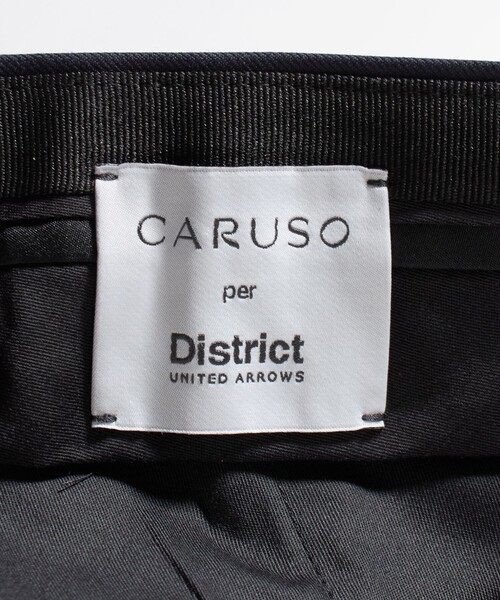 CARUSO
per
District
UNITED ARROWS